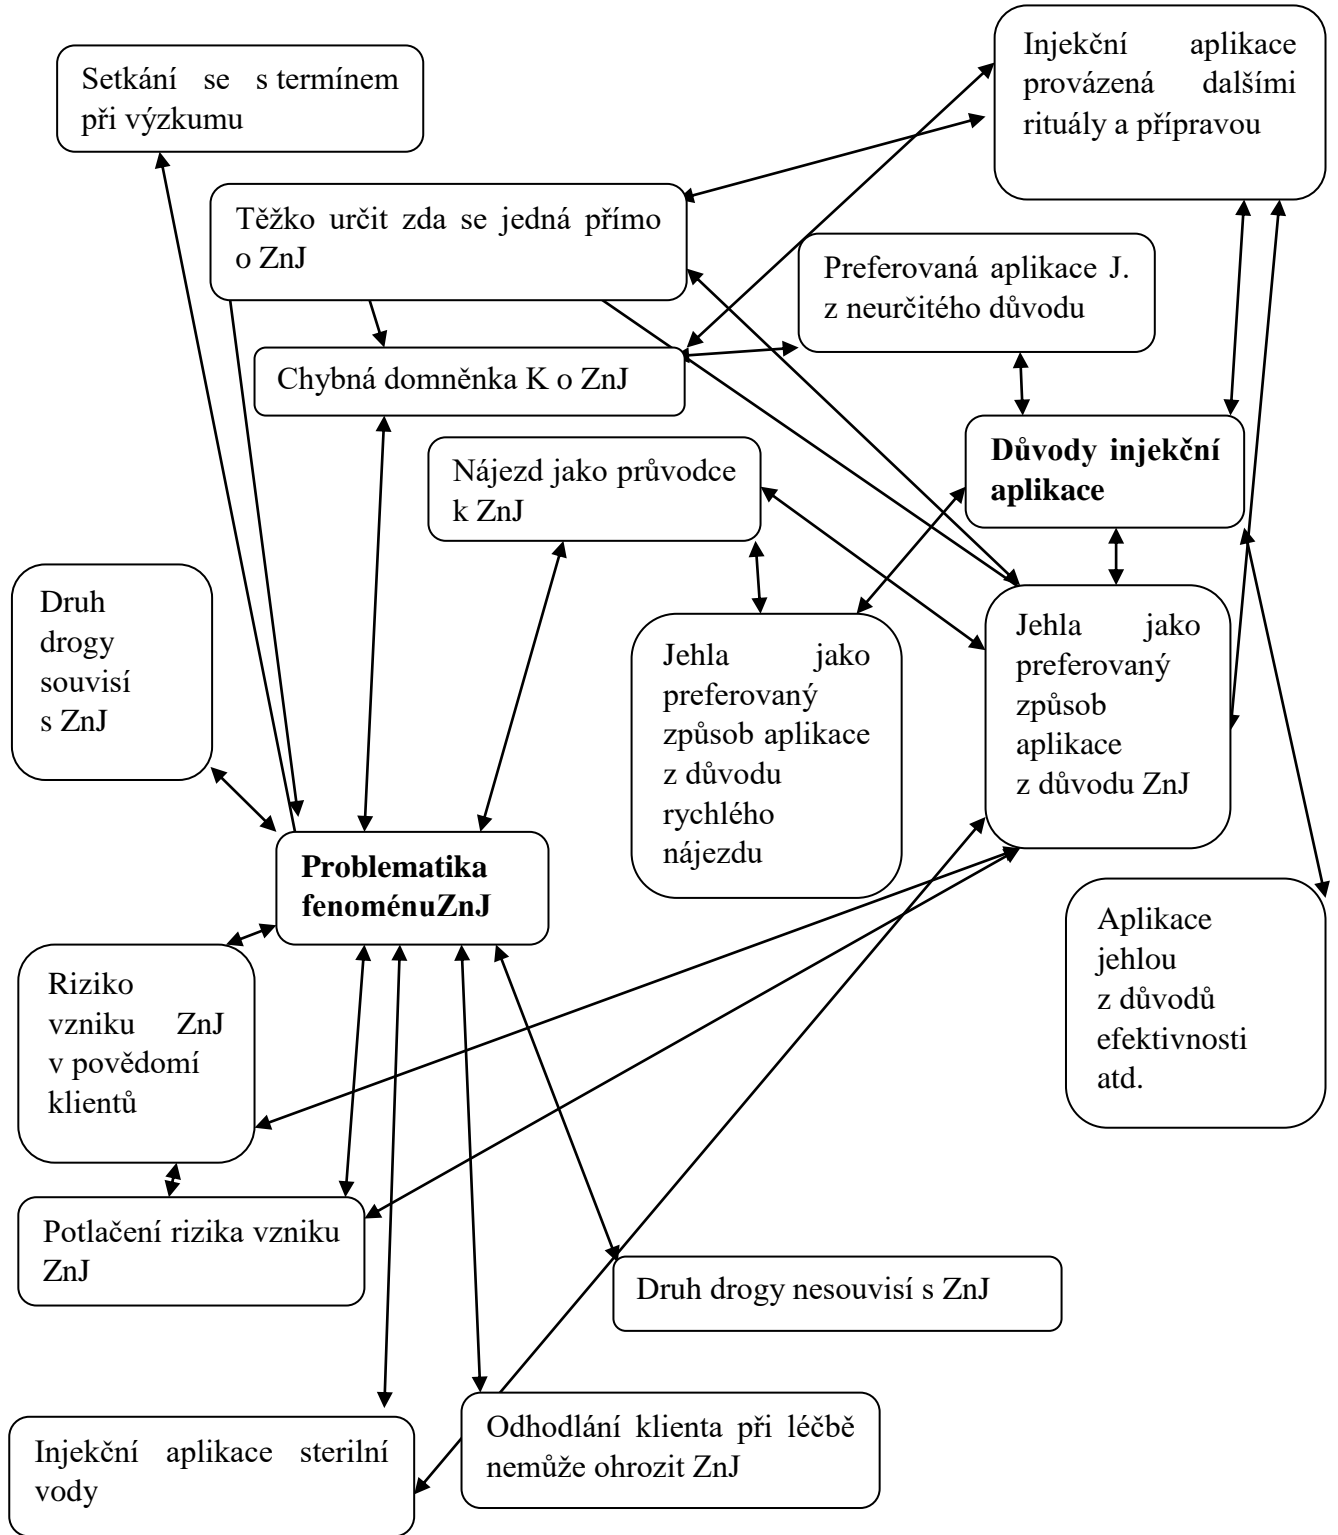 Setkání se s termínem
při výzkumu
Injekční aplikace
provázená dalšími
rituály a přípravou
Těžko určit zda se jedná přímo
o ZnJ
Preferovaná aplikace J.
z neurčitého důvodu
Chybná domněnka K o ZnJ
Důvody injekční
aplikace
Nájezd jako průvodce
k ZnJ
Druh
drogy
souvisí
s ZnJ
Jehla jako
preferovaný
způsob aplikace
z důvodu
rychlého
nájezdu
Jehla jako
preferovaný
způsob
aplikace
z důvodu ZnJ
Problematika
fenoménuZnJ
Aplikace
jehlou
z důvodů
efektivnosti
atd.
Riziko
vzniku ZnJ
v povědomí
klientů
Potlačení rizika vzniku
ZnJ
Druh drogy nesouvisí s ZnJ
Injekční aplikace sterilní
vody
Odhodlání klienta při léčbě
nemůže ohrozit ZnJ